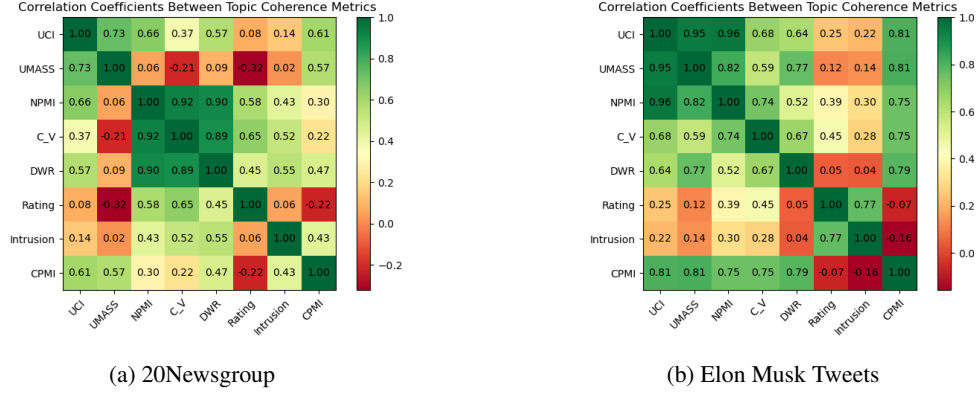 Correlation Coefficients Between Topic Coherence Metrics
UCI 1.00 0.73 0.66 0.37 0.57 0.08 0.14 0.61
UMASS 0.73 1.00 0.06 -0.21 0.09 -0.32 0.02 0.57
NPMI 0.66 0.06 1.00 0.92 0.90 0.58 0.43 0.30
C_V 0.37 -0.21 0.92 1.00 0.89 0.65 0.52 0.22
DWR 0.57 0.09 0.90 0.89 1.00 0.45 0.55 0.47
Rating 0.08 -0.32 0.58 0.65 0.45 1.00 0.06 -0.22
Intrusion 0.14 0.02 0.43 0.52 0.55 0.06 1.00 0.43
CPMI 0.61 0.57 0.30 0.22 0.47 -0.22 0.43 1.00
UCI UMASS NPMI C_V DWR Rating Intrusion CPMI
1.0
0.8
0.6
0.4
0.2
0.0
−0.2
(a) 20Newsgroup
Correlation Coefficients Between Topic Coherence Metrics
UCI 1.00 0.95 0.96 0.68 0.64 0.25 0.22 0.81
UMASS 0.95 1.00 0.82 0.59 0.77 0.12 0.14 0.81
NPMI 0.96 0.82 1.00 0.74 0.52 0.39 0.30 0.75
C_V 0.68 0.59 0.74 1.00 0.67 0.45 0.28 0.75
DWR 0.64 0.77 0.52 0.67 1.00 0.05 0.04 0.79
Rating 0.25 0.12 0.39 0.45 0.05 1.00 0.77 -0.07
Intrusion 0.22 0.14 0.30 0.28 0.04 0.77 1.00 -0.16
CPMI 0.81 0.81 0.75 0.75 0.79 -0.07 -0.16 1.00
UCI UMASS NPMI C_V DWR Rating Intrusion CPMI
1.0
0.8
0.6
0.4
0.2
0.0
(b) Elon Musk Tweets